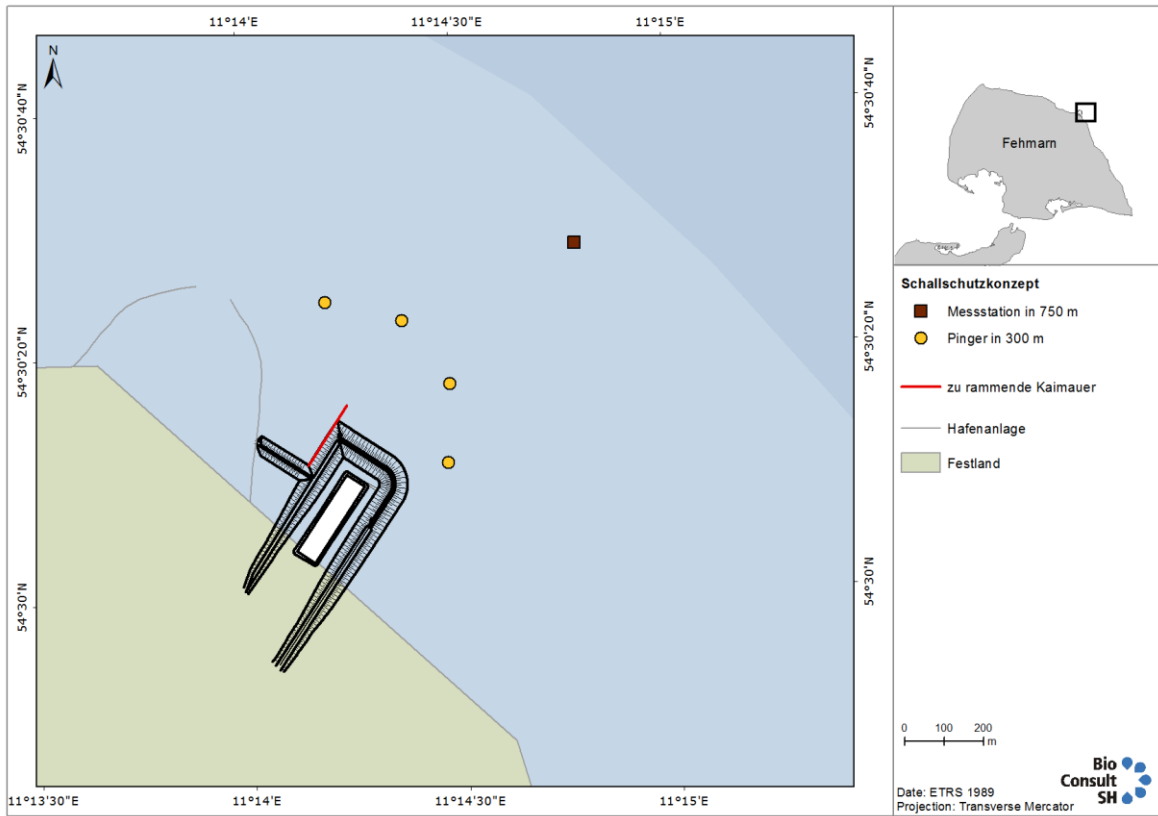 11°14'E 11°14'30"E 11°15'E
N
54°30'40"N
54°30'40"N
54°30'20"N
54°30'20"N
54°30'N
54°30'N
11°13'30"E 11°14'E 11°14'30"E 11°15'E
Fehmarn
Schallschutzkonzept
Messstation in 750 m
Pinger in 300 m
zu rammende Kaimauer
Hafenanlage
Festland
0 100 200
m
Bio
Consult
SH
Date: ETRS 1989
Projection: Transverse Mercator